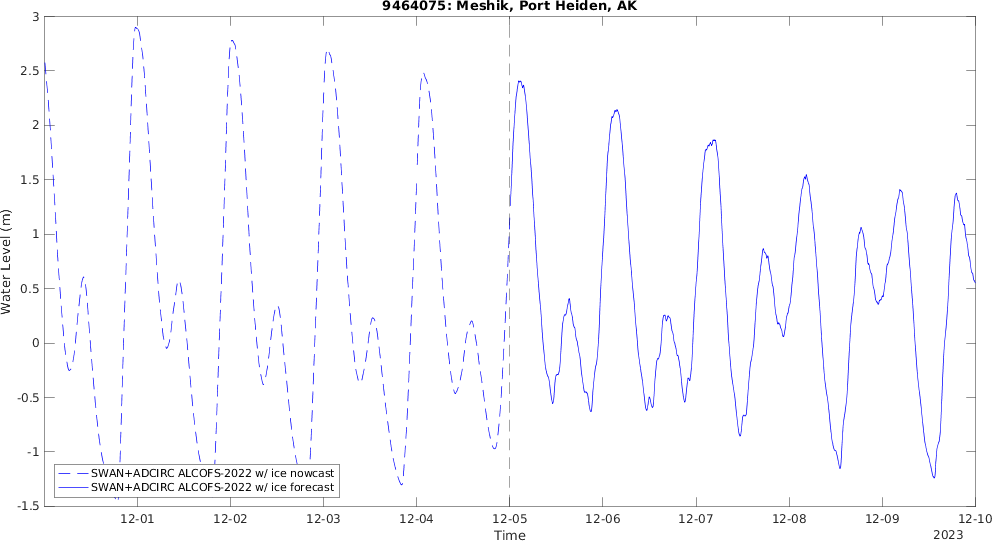 9464075: Meshik, Port Heiden, AK
Water Level (m)
3
2.5
2
1.5
1
0.5
0
-0.5
-1
-1.5
SWAN+ADCIRC ALCOFS-2022 w/ ice nowcast
SWAN+ADCIRC ALCOFS-2022 w/ ice forecast
12-01 12-02 12-03 12-04 12-05 12-06 12-07 12-08 12-09 12-10
Time
2023